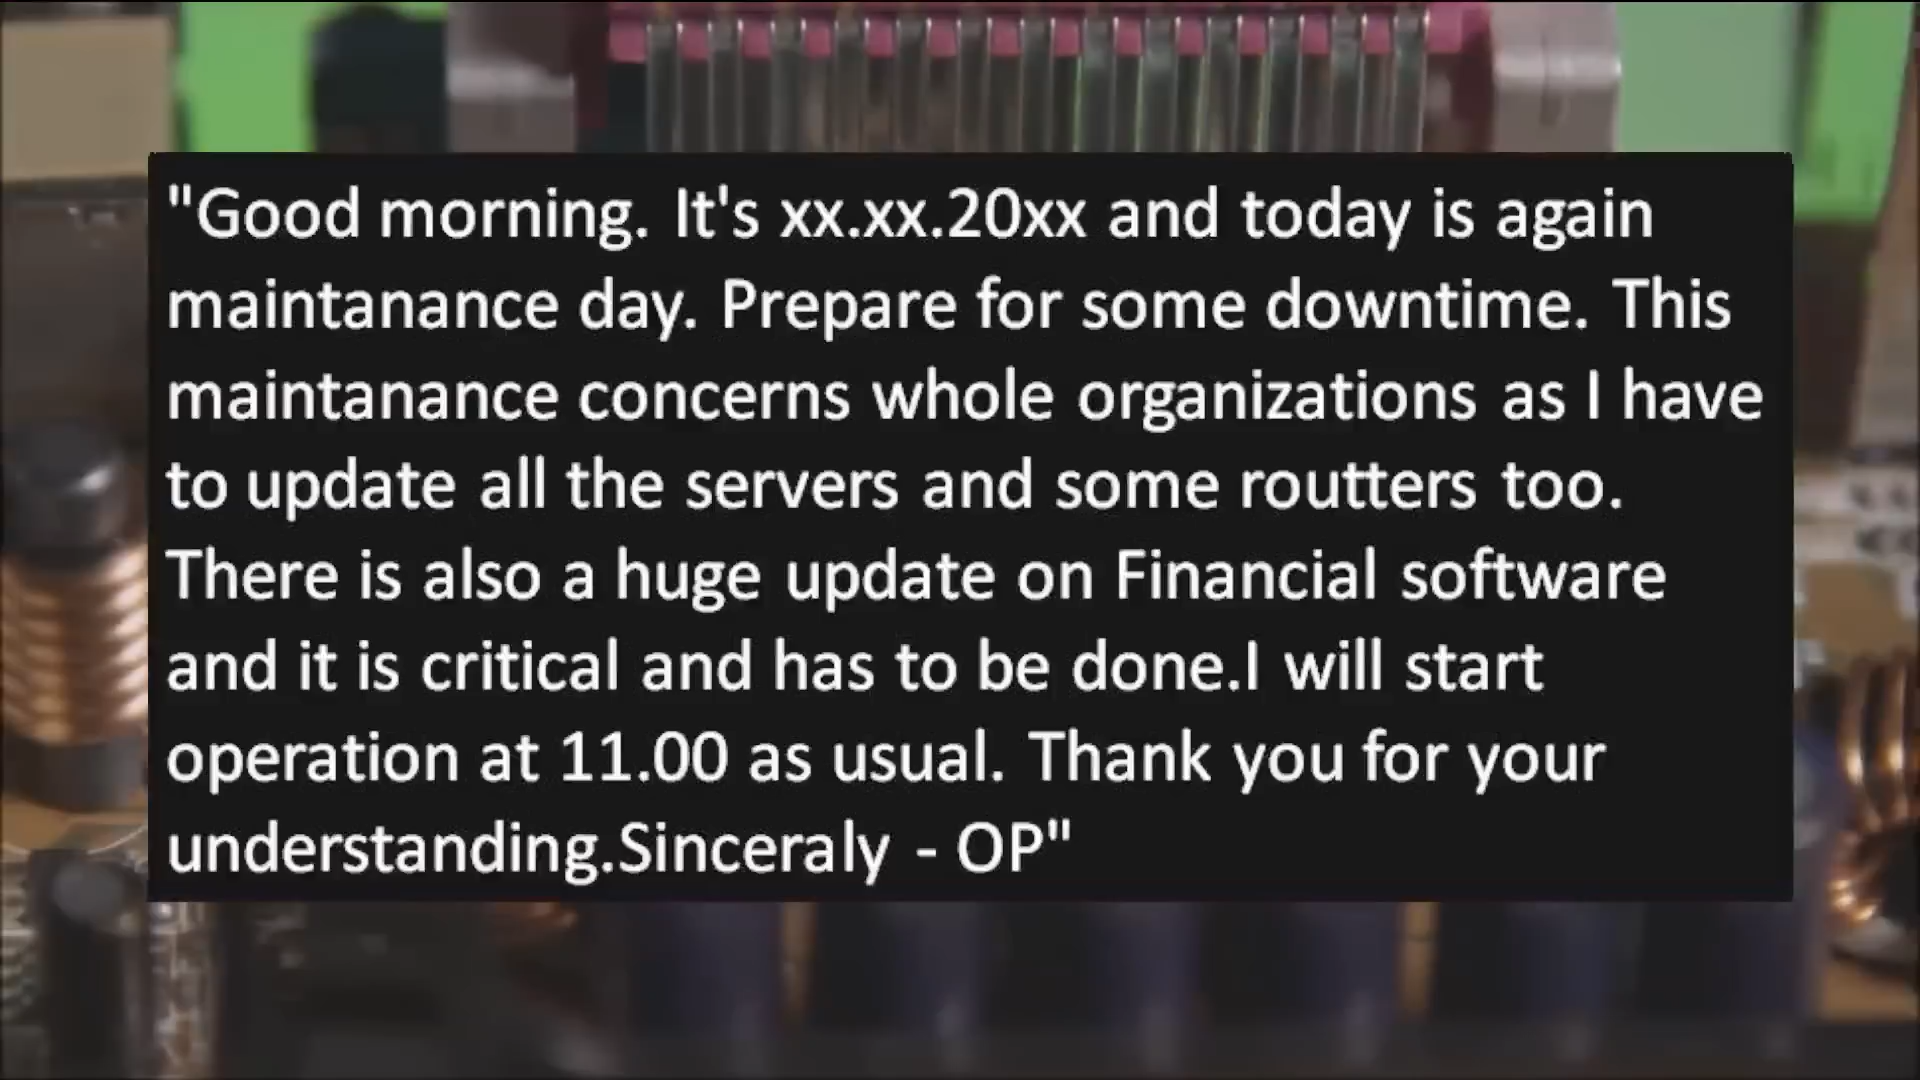 "Good morning. It's xx.xx.20xx and today is again
maintanance day. Prepare for some downtime. This
maintanance concerns whole organizations as I have
to update all the servers and some routters too.
There is also a huge update on Financial software
and it is critical and has to be done.I will start
operation at 11.00 as usual. Thank you for your
understanding.Sinceraly - OP"